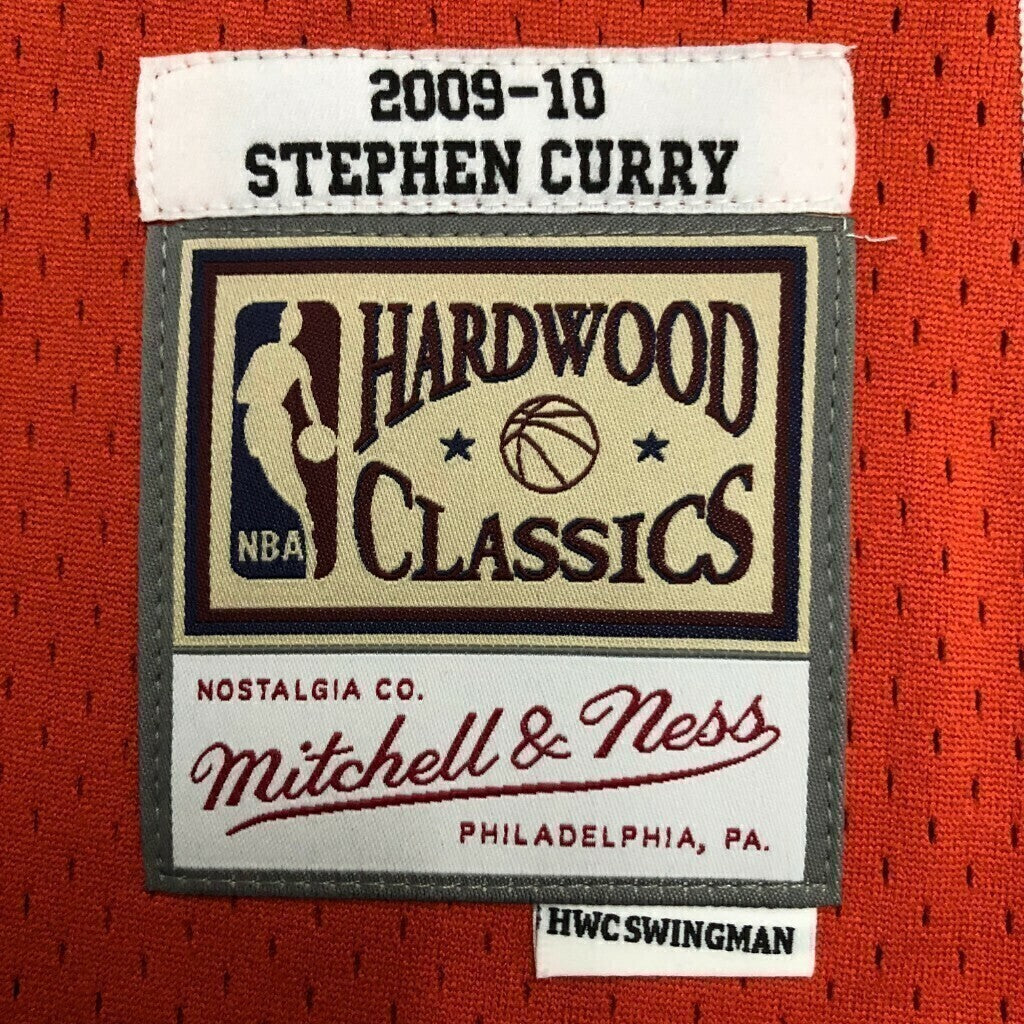 2009-10
STEPHEN CURRY
HARDWOOD
CLASSICS
NBA
NOSTALGIA CO.
Mitchell & Ness
PHILADELPHIA, PA.
HWC SWINGMAN